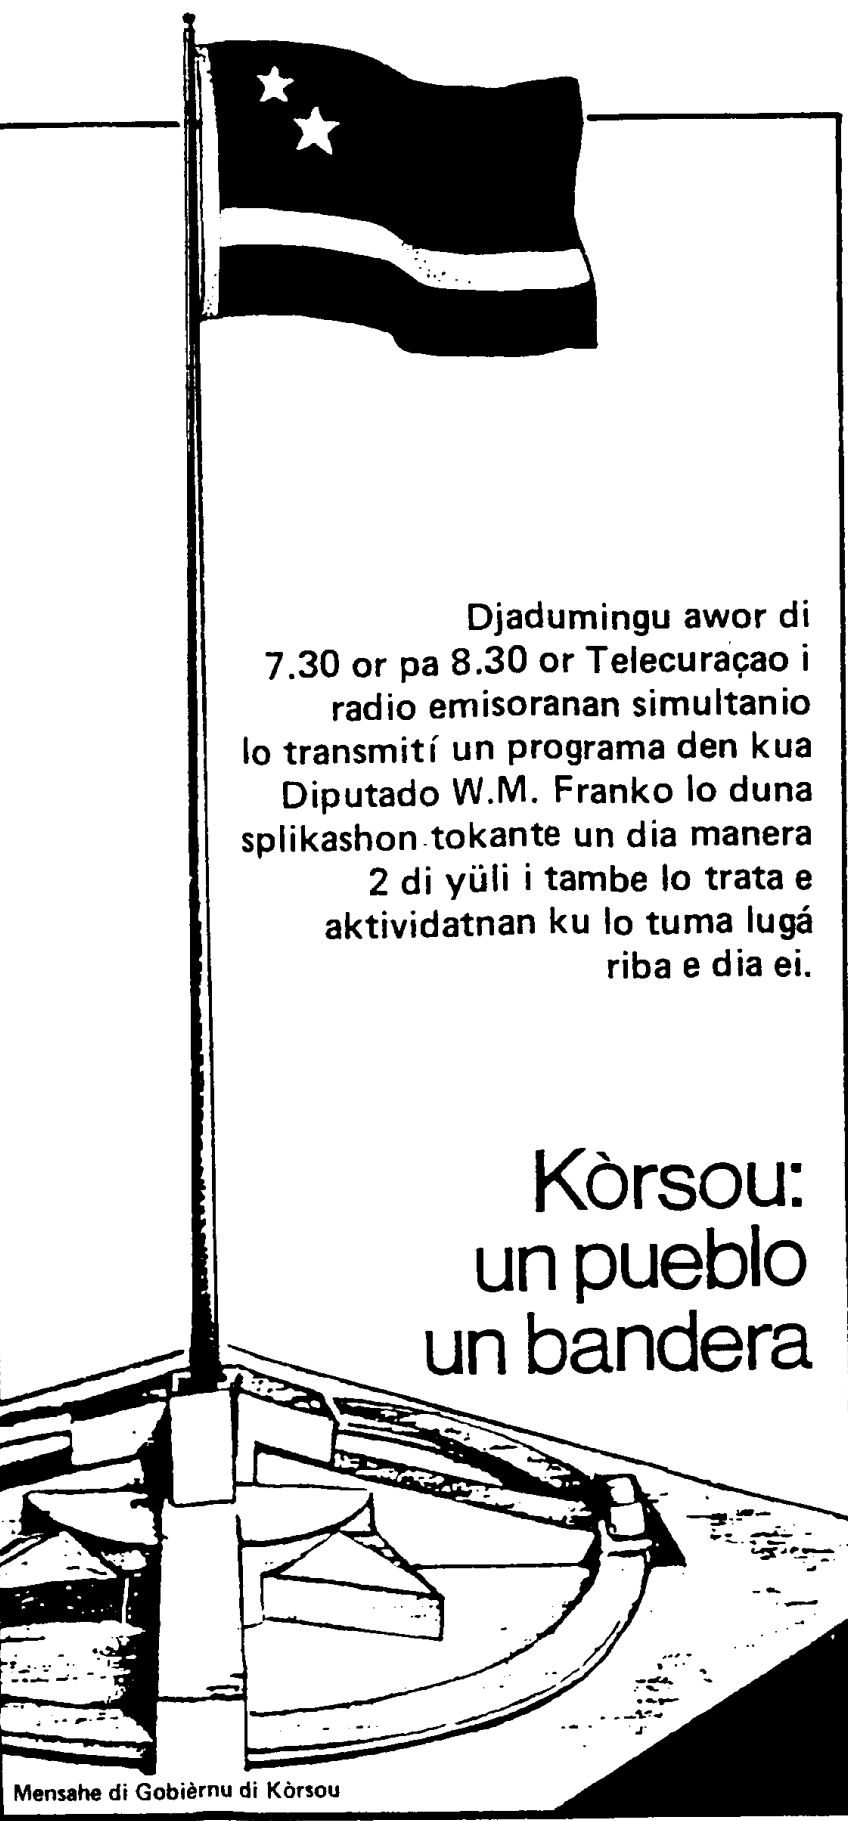 Djadumingu awor di
7.30 or pa 8.30 or Telecuraçao i
radio emisoranan simultanio
lo transmití un programa den kua
Diputado W.M. Franko lo duna
splikashon tokante un dia manera
2 di yüli i tambe lo trata e
aktividatnan ku lo tuma lugá
riba e dia ei.
Kòrsou:
un pueblo
un bandera
Mensahe di Gobièrnu di Kòrsou